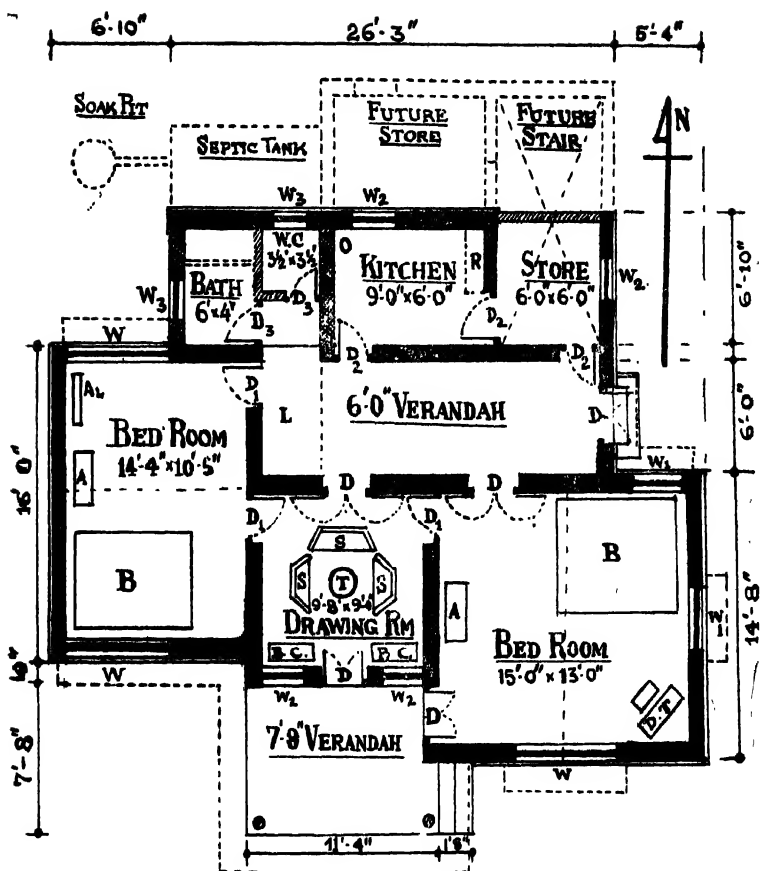 6'-10" 26'-3" 5'-4"
SOAK PIT
FUTURE
STORE
FUTURE
STAIR
N
SEPTIC TANK
W3 W2
W.C
3½'x3½'
O
KITCHEN
9'-0"x6'-0"
R
STORE
6'-0"x6'-0"
W2
6'-10"
BATH
6'x4'
W3
D3
D3
D2
W
D2
D2
D1
AL
L
6'-0" VERANDAH
D
6'-0"
BED ROOM
14'-4"x10'-5"
A
16'-0"
W1
D D
D1
D1
B
S
S T S
9'-8"x9'-4"
DRAWING RM
A
B
W
14'-8"
BED ROOM
15'-0"x13'-0"
B.C. B.C.
D.T
W
W2 D W2
D
7'-8" VERANDAH
7'-8"
W
11'-4" 1'6"